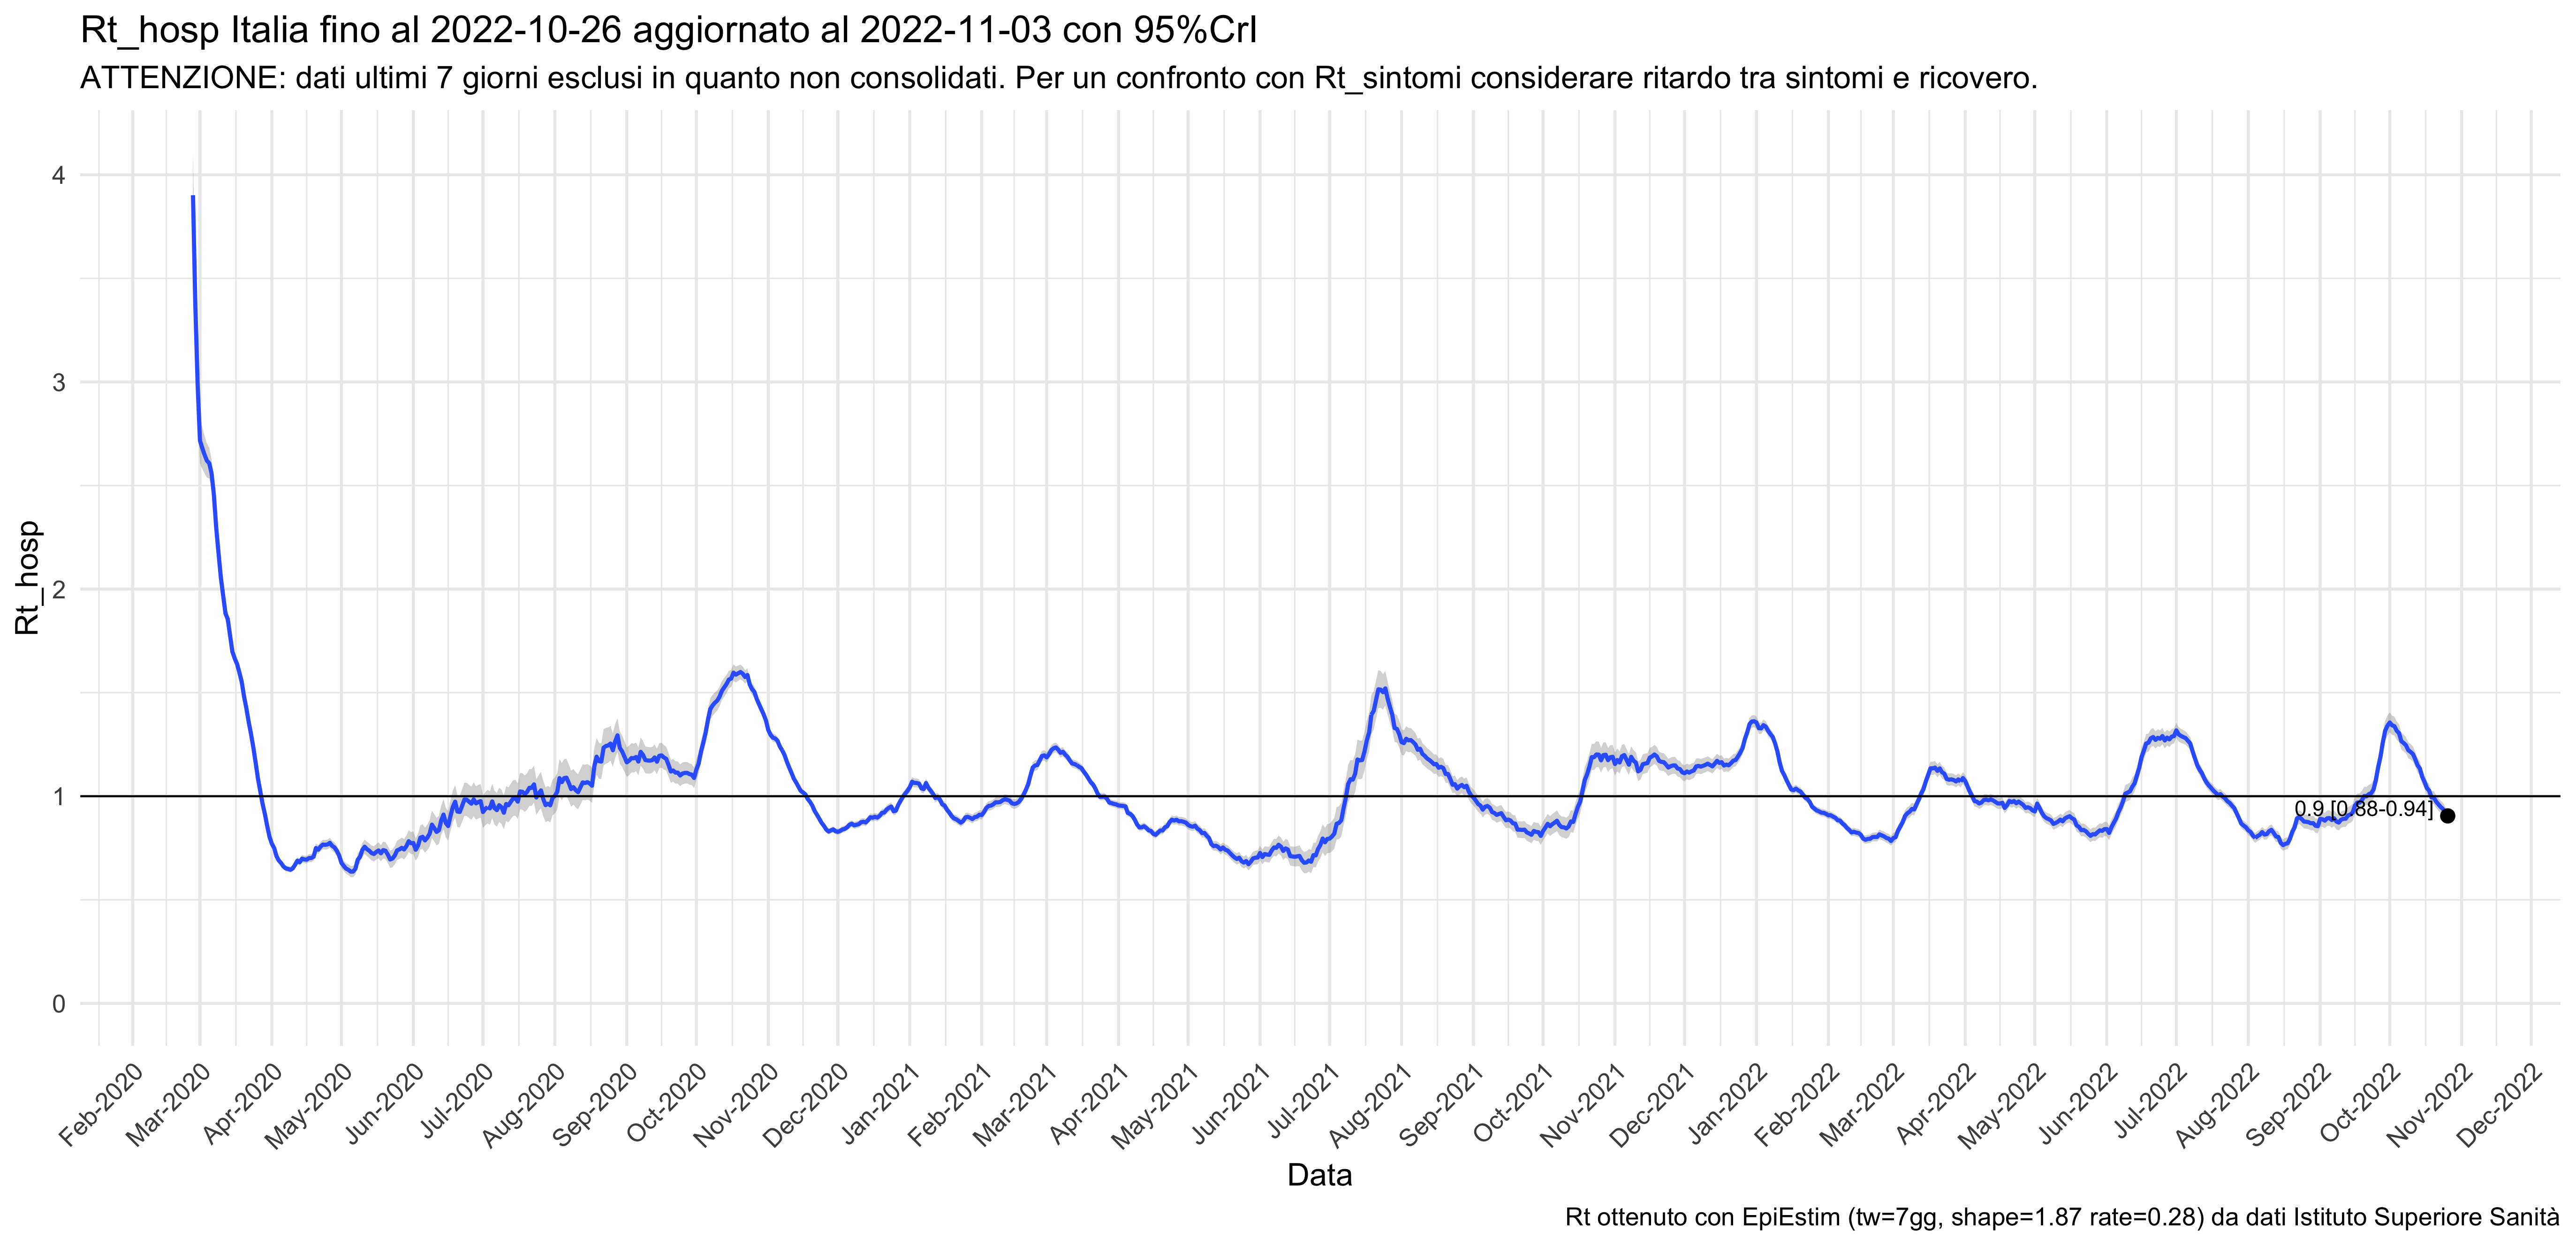 Rt_hosp Italia fino al 2022-10-26 aggiornato al 2022-11-03 con 95%CrI
ATTENZIONE: dati ultimi 7 giorni esclusi in quanto non consolidati. Per un confronto con Rt_sintomi considerare ritardo tra sintomi e ricovero.
Rt_hosp
4
3
2
1
0
0.9 [0.88-0.94]
Feb-2020
Mar-2020
Apr-2020
May-2020
Jun-2020
Jul-2020
Aug-2020
Sep-2020
Oct-2020
Nov-2020
Dec-2020
Jan-2021
Feb-2021
Mar-2021
Apr-2021
May-2021
Jun-2021
Jul-2021
Aug-2021
Sep-2021
Oct-2021
Nov-2021
Dec-2021
Jan-2022
Feb-2022
Mar-2022
Apr-2022
May-2022
Jun-2022
Jul-2022
Aug-2022
Sep-2022
Oct-2022
Nov-2022
Dec-2022
Data
Rt ottenuto con EpiEstim (tw=7gg, shape=1.87 rate=0.28) da dati Istituto Superiore Sanità